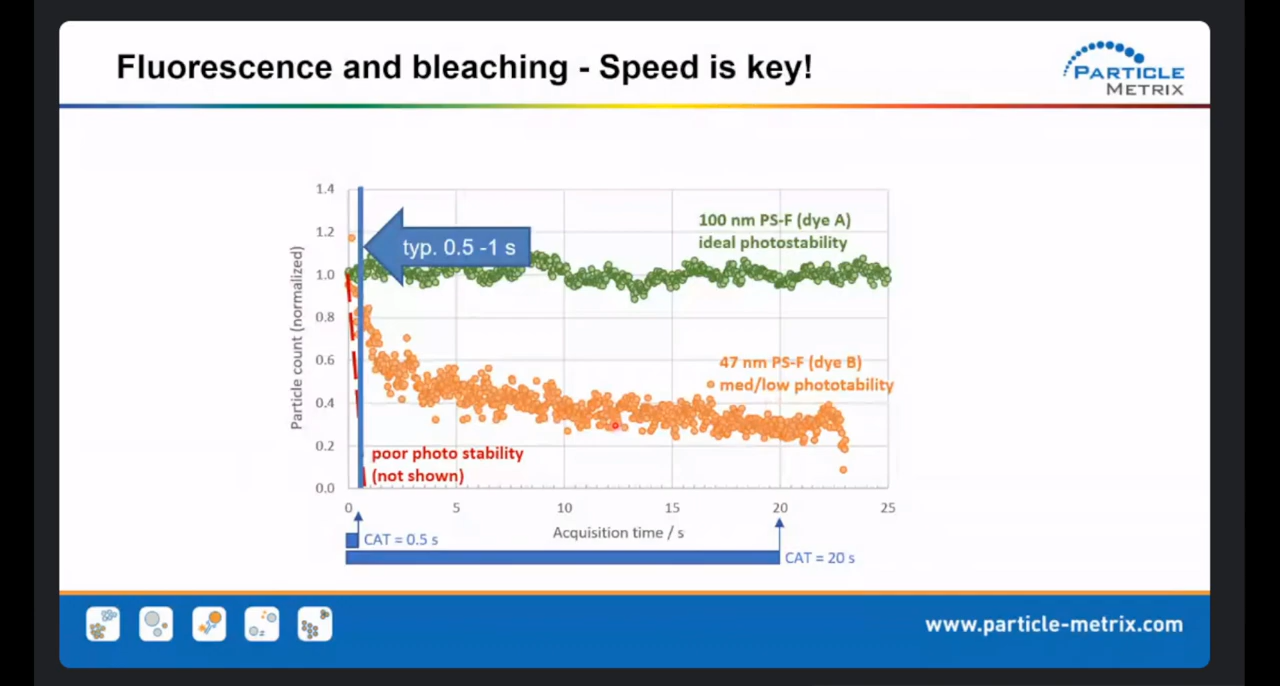 Fluorescence and bleaching - Speed is key!
PARTICLE
METRIX
1.4
1.2
1.0
0.8
0.6
0.4
0.2
0.0
Particle count (normalized)
typ. 0.5 -1 s
100 nm PS-F (dye A)
ideal photostability
47 nm PS-F (dye B)
med/low phototability
poor photo stability
(not shown)
0 5 10 15 20 25
Acquisition time / s
CAT = 0.5 s
CAT = 20 s
www.particle-metrix.com